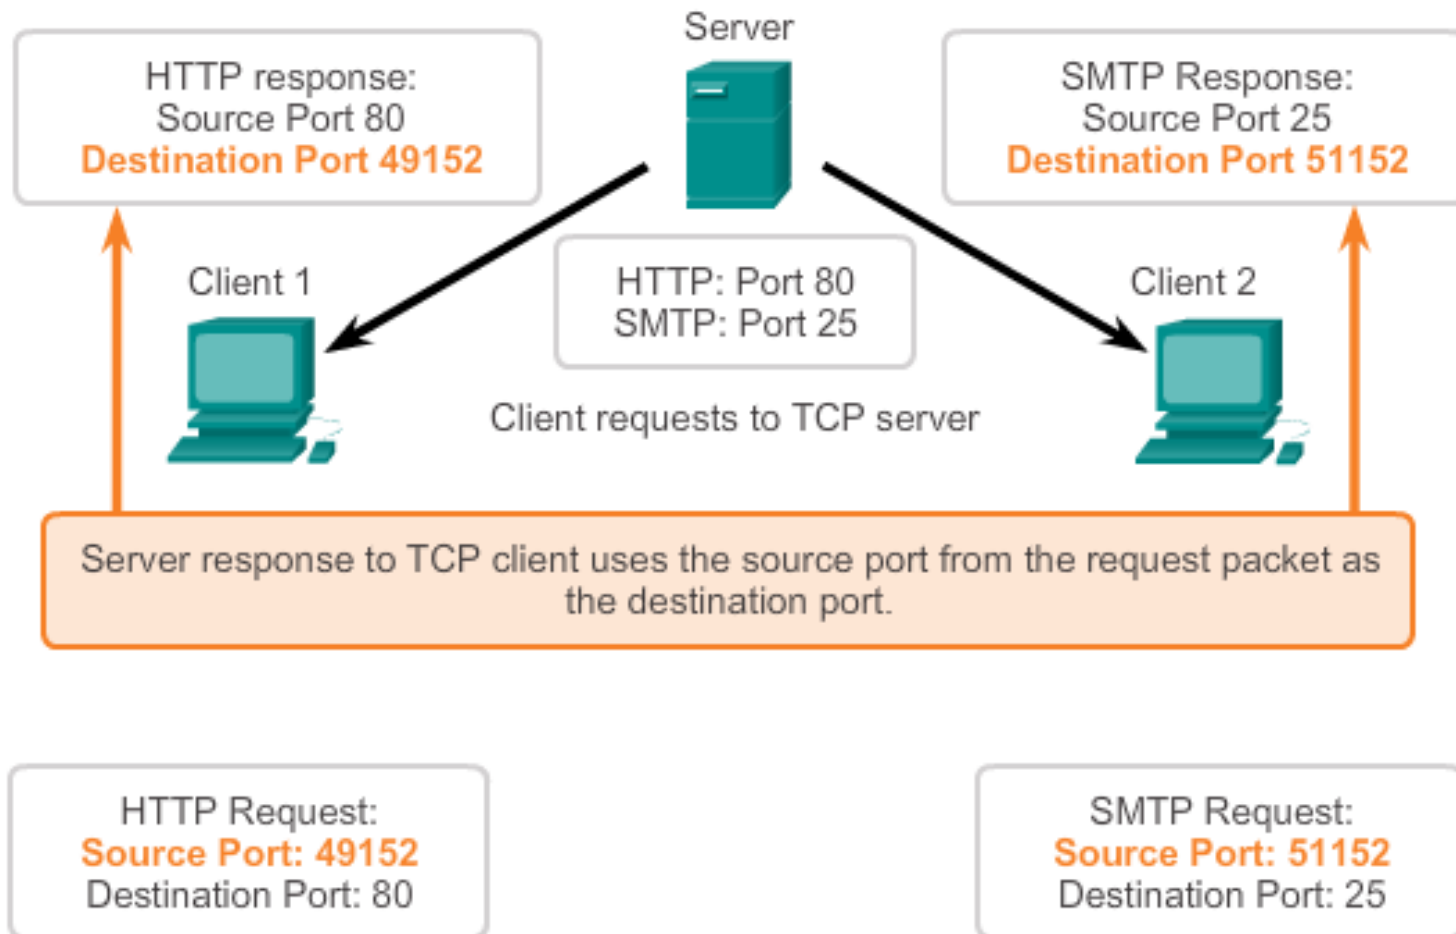 Server
HTTP response:
Source Port 80
Destination Port 49152
SMTP Response:
Source Port 25
Destination Port 51152
Client 1
HTTP: Port 80
SMTP: Port 25
Client 2
Client requests to TCP server
Server response to TCP client uses the source port from the request packet as
the destination port.
HTTP Request:
Source Port: 49152
Destination Port: 80
SMTP Request:
Source Port: 51152
Destination Port: 25